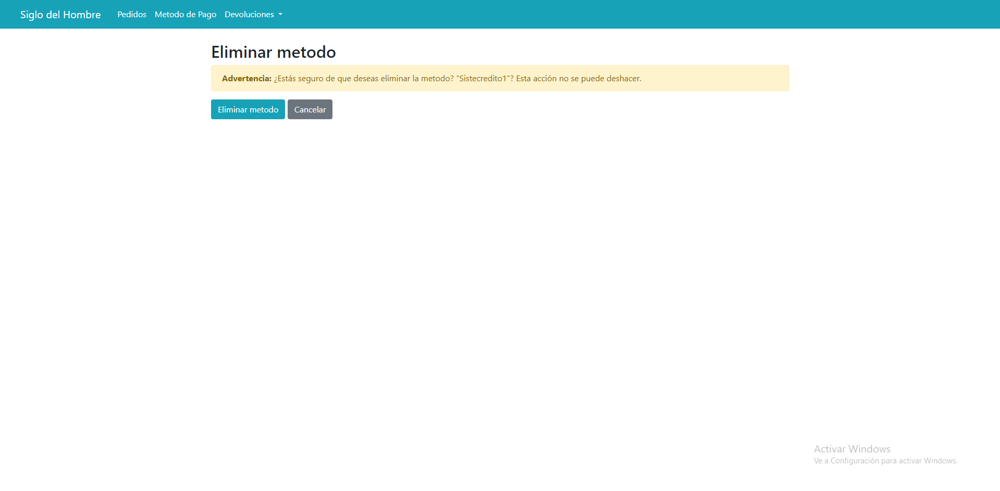 Siglo del Hombre Pedidos Metodo de Pago Devoluciones
Eliminar metodo
Advertencia: ¿Estás seguro de que deseas eliminar la metodo? "Sistecredito1"? Esta acción no se puede deshacer.
Eliminar metodo Cancelar
Activar Windows
Ve a Configuración para activar Windows.